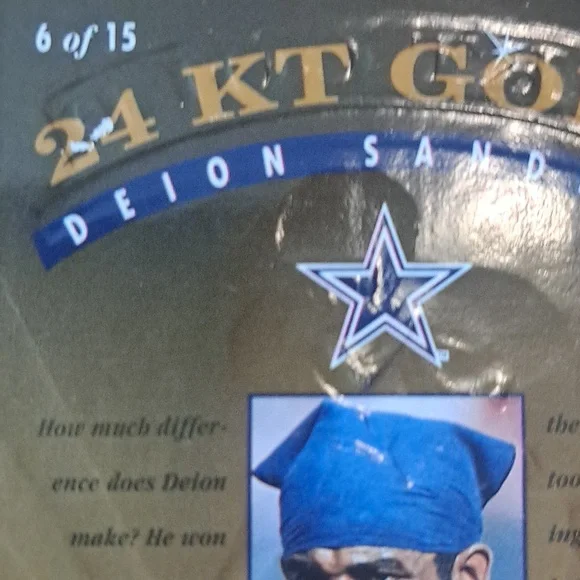 6 of 15
24 KT GO
DEION SAND
How much differ-
the
ence does Deion
too
make? He won
ing